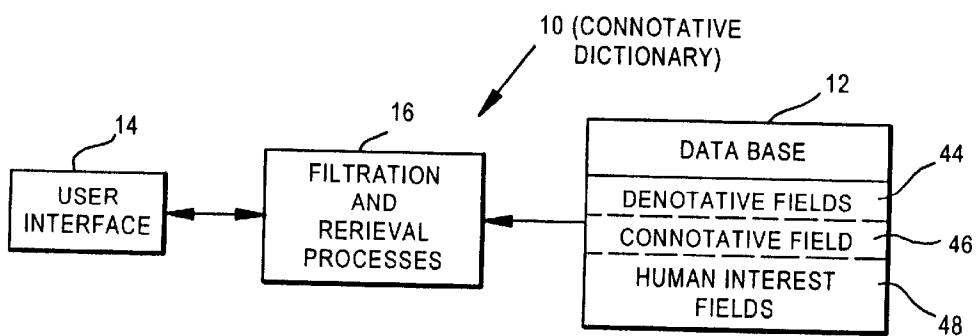 10 (CONNOTATIVE
DICTIONARY)
14
USER
INTERFACE
16
FILTRATION
AND
RERIEVAL
PROCESSES
12
DATA BASE
DENOTATIVE FIELDS
CONNOTATIVE FIELD
HUMAN INTEREST
FIELDS
44
46
48